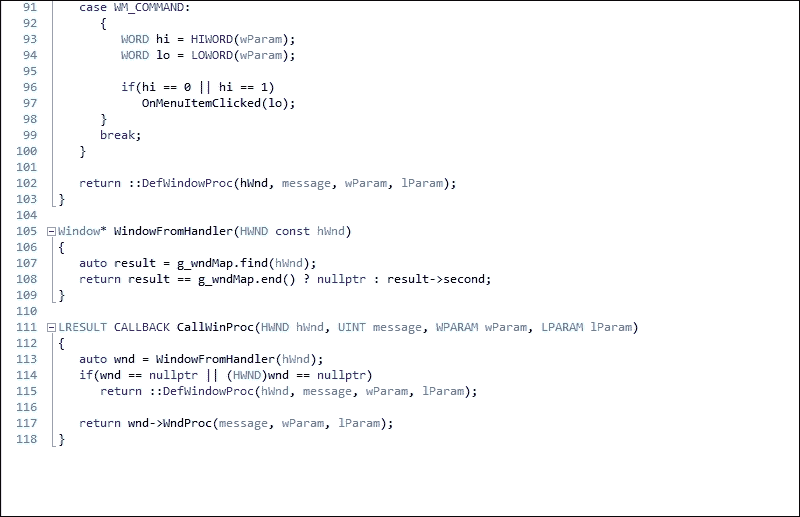 91 case WM_COMMAND:
92 {
93 WORD hi = HIWORD(wParam);
94 WORD lo = LOWORD(wParam);
95
96 if(hi == 0 || hi == 1)
97 OnMenuItemClicked(lo);
98 }
99 break;
100 }
101
102 return ::DefWindowProc(hWnd, message, wParam, lParam);
103 }
104
105 Window* WindowFromHandler(HWND const hWnd)
106 {
107 auto result = g_wndMap.find(hWnd);
108 return result == g_wndMap.end() ? nullptr : result->second;
109 }
110
111 LRESULT CALLBACK CallWinProc(HWND hWnd, UINT message, WPARAM wParam, LPARAM lParam)
112 {
113 auto wnd = WindowFromHandler(hWnd);
114 if(wnd == nullptr || (HWND)wnd == nullptr)
115 return ::DefWindowProc(hWnd, message, wParam, lParam);
116
117 return wnd->WndProc(message, wParam, lParam);
118 }